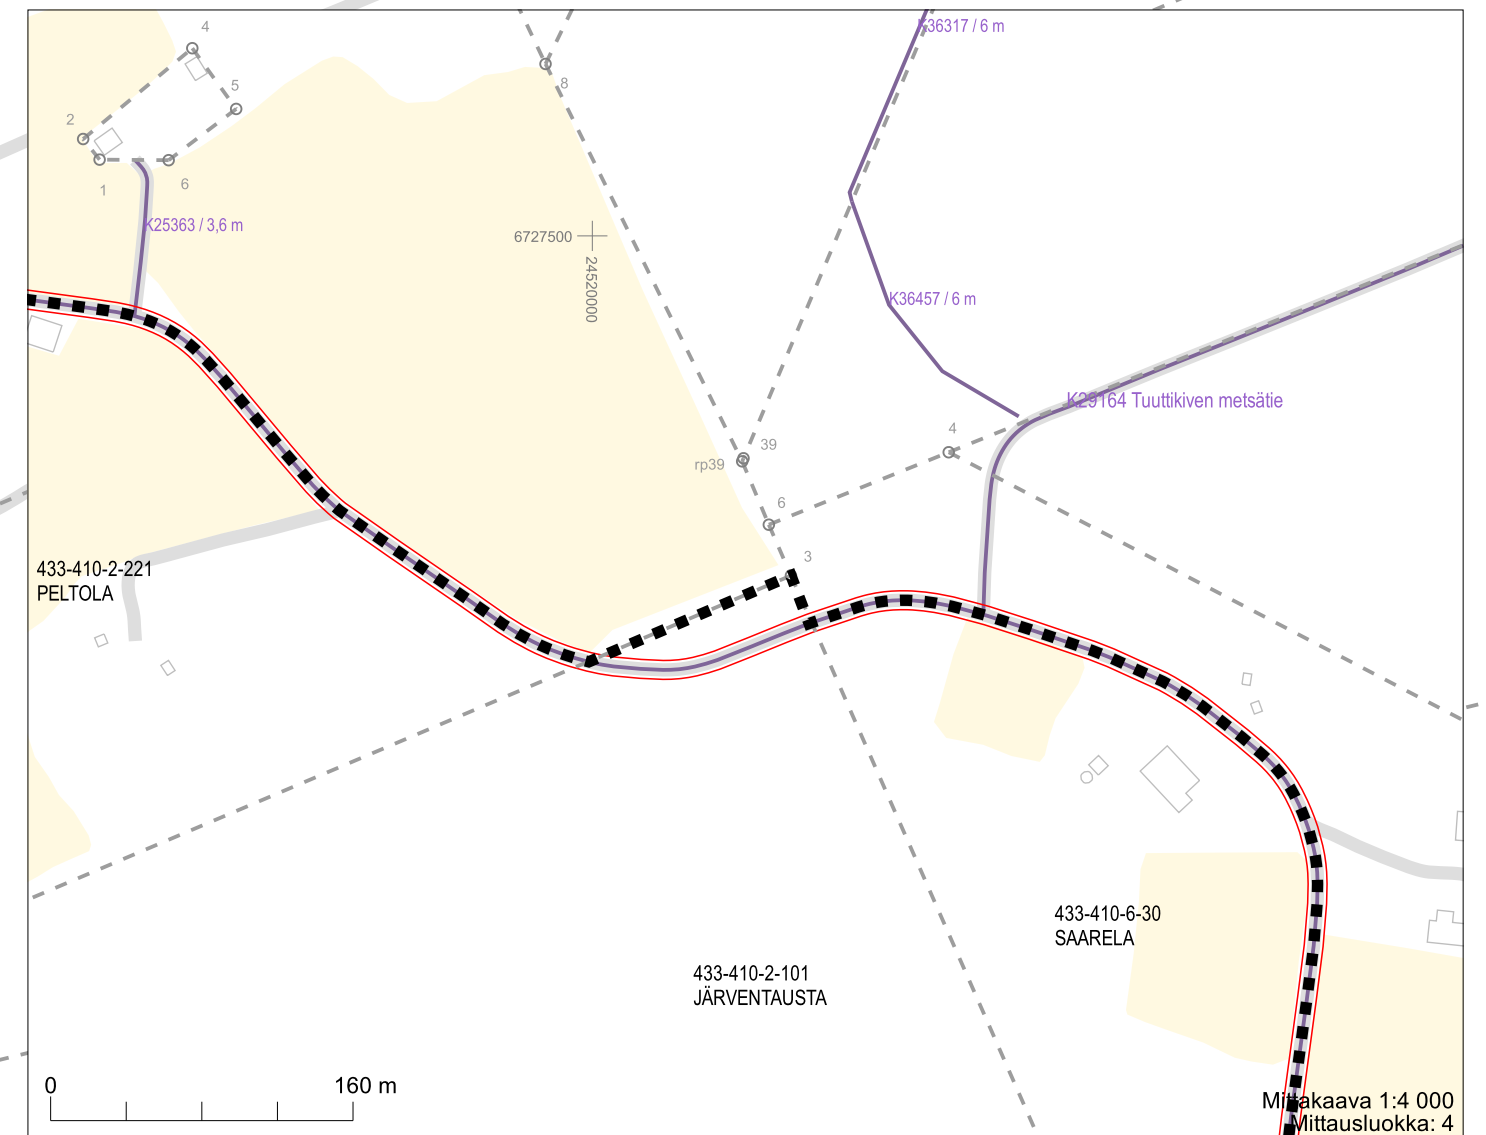 4
K36317 / 6 m
5
8
2
1
6
K25363 / 3,6 m
6727500
24520000
K36457 / 6 m
K29164 Tuuttikiven metsätie
4
39
rp39
6
3
433-410-2-221
PELTOLA
433-410-6-30
SAARELA
433-410-2-101
JÄRVENTAUSTA
0 160 m
Mittakaava 1:4 000
Mittausluokka: 4